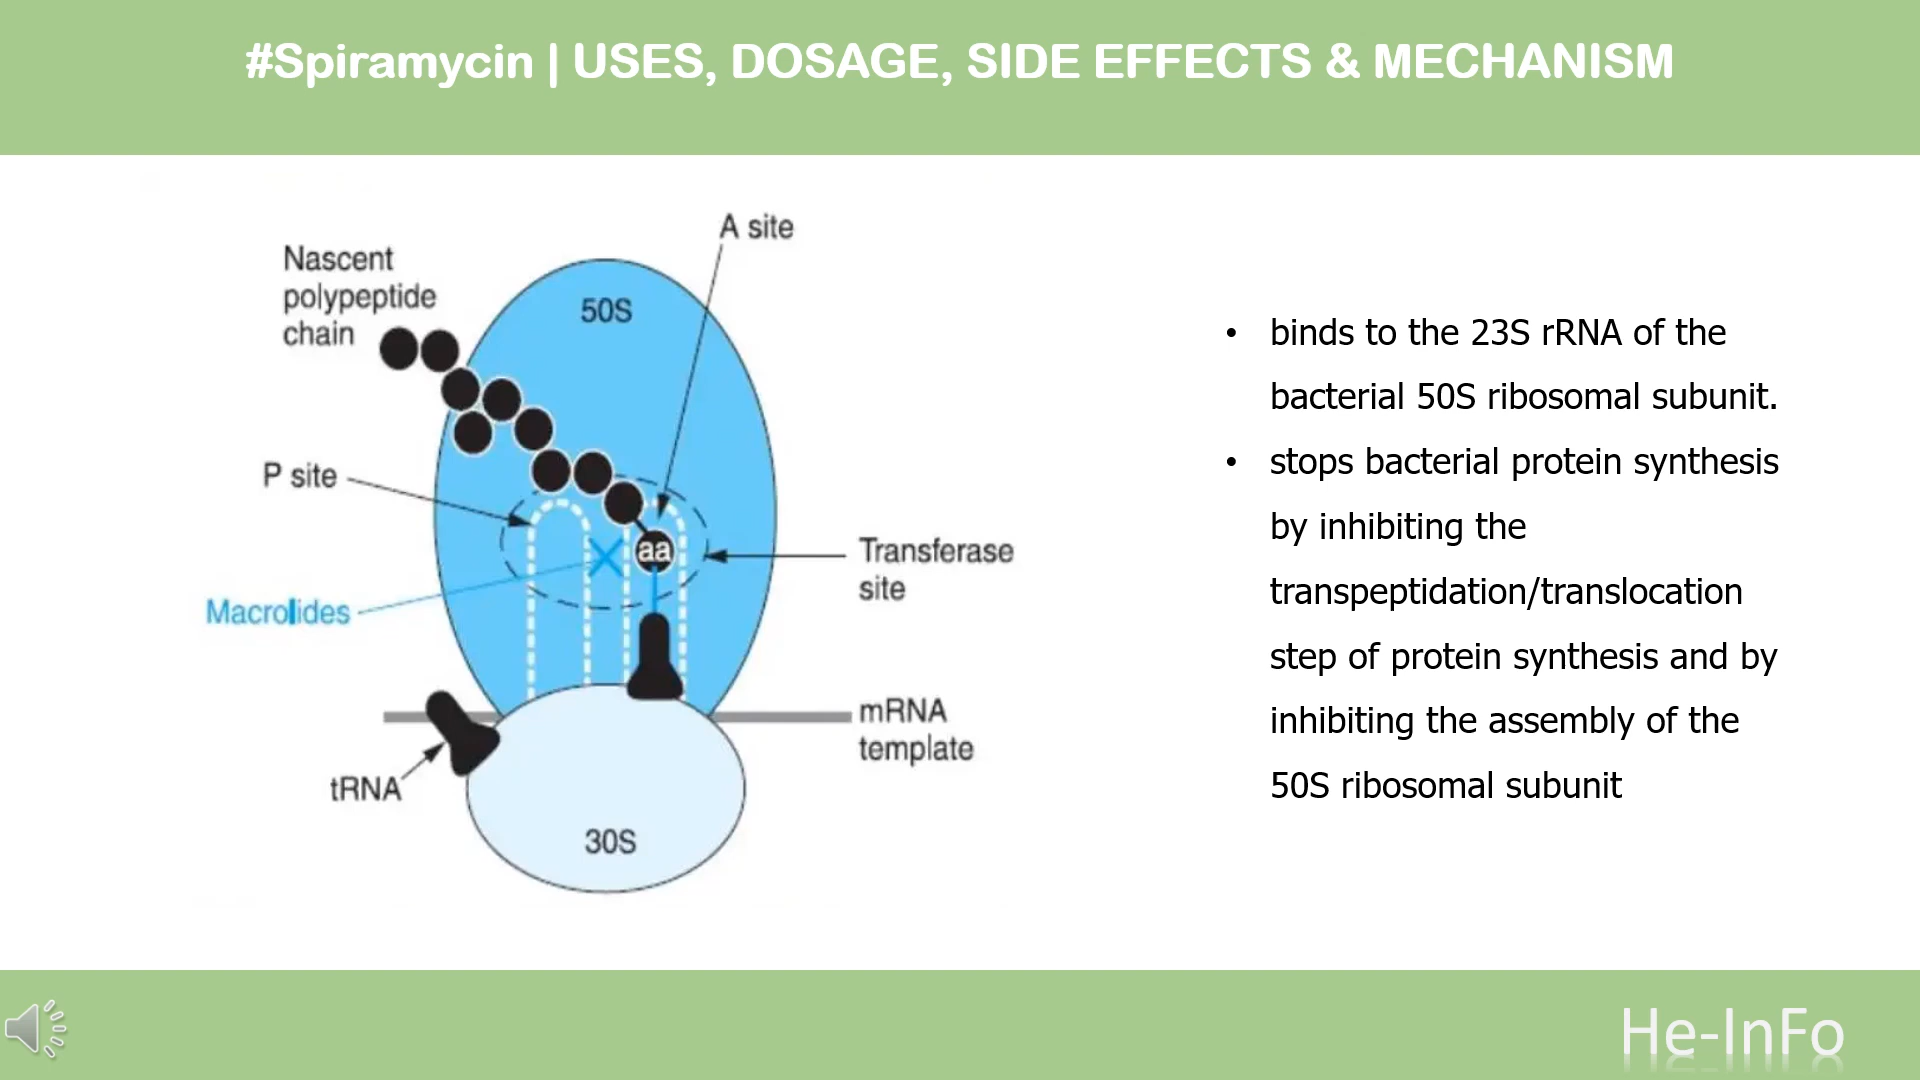 #Spiramycin | USES, DOSAGE, SIDE EFFECTS & MECHANISM
A site
Nascent
polypeptide
chain
50S
P site
aa
Transferase
site
Macrolides
mRNA
template
tRNA
30S
• binds to the 23S rRNA of the
bacterial 50S ribosomal subunit.
• stops bacterial protein synthesis
by inhibiting the
transpeptidation/translocation
step of protein synthesis and by
inhibiting the assembly of the
50S ribosomal subunit
He-InFo